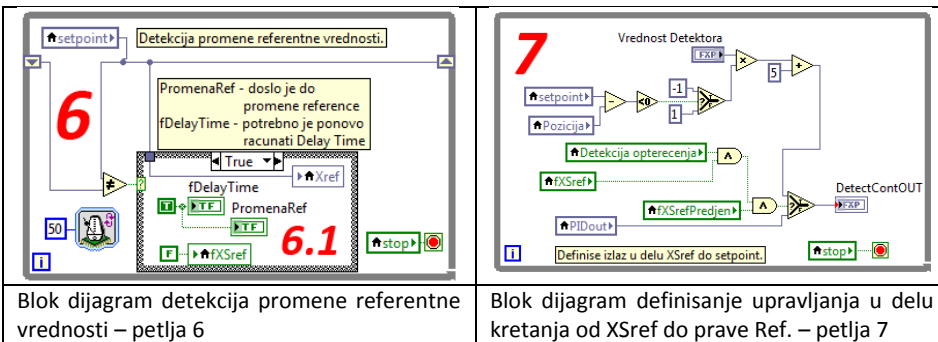 setpoint
Detekcija promene referentne vrednosti.
6
PromenaRef - doslo je do
promene reference
fDelayTime - potrebno je ponovo
racunati Delay Time
True
Xref
fDelayTime
T
TF
PromenaRef
TF
?
50
6.1
F
fXSref
stop
i
Blok dijagram detekcija promene referentne
vrednosti – petlja 6
7
Vrednost Detektora
FXP
5
-1
setpoint
<0
1
Pozicija
Detekcija opterecenja
fXSref
DetectContOUT
fXSrefPredjen
FXP
PIDout
stop
i
Definise izlaz u delu XSref do setpoint.
Blok dijagram definisanje upravljanja u delu
kretanja od XSref do prave Ref. – petlja 7